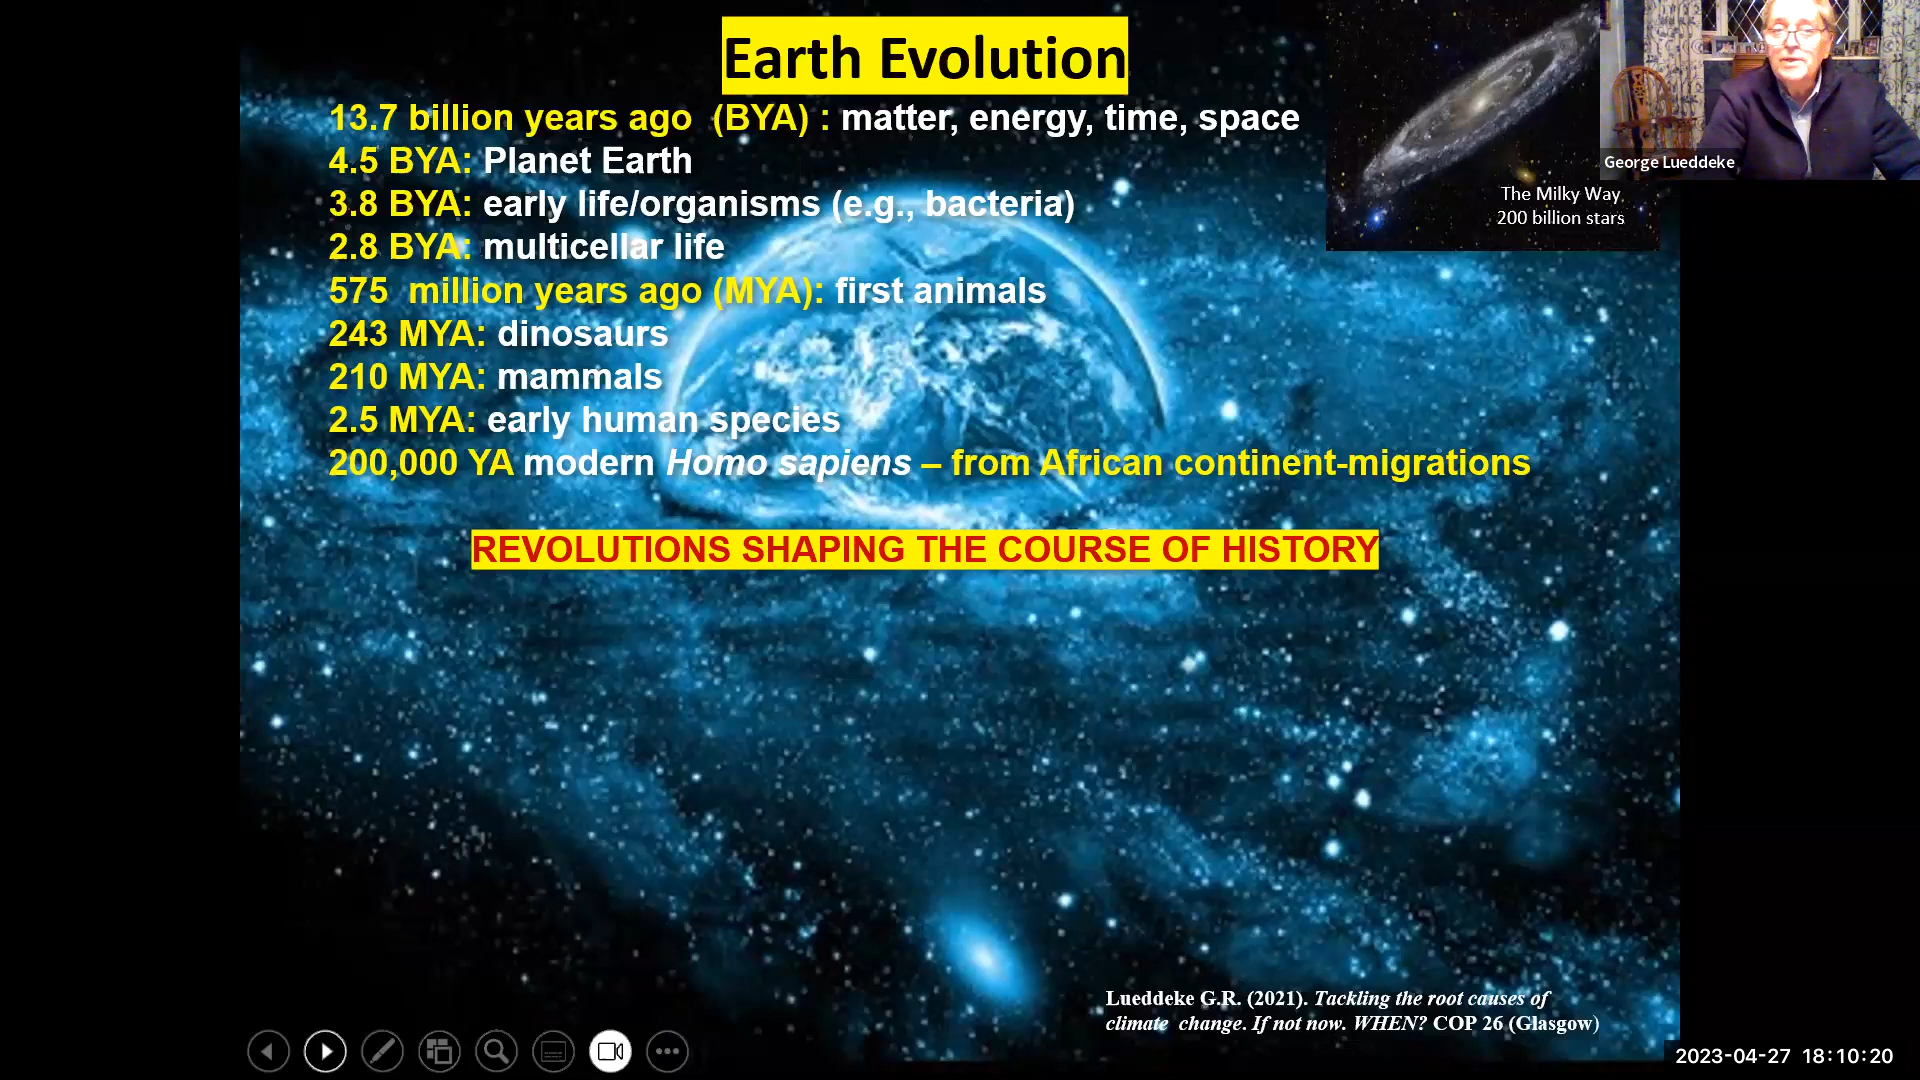 Earth Evolution
13.7 billion years ago (BYA) : matter, energy, time, space
4.5 BYA: Planet Earth
3.8 BYA: early life/organisms (e.g., bacteria)
2.8 BYA: multicellar life
575 million years ago (MYA): first animals
243 MYA: dinosaurs
210 MYA: mammals
2.5 MYA: early human species
200,000 YA modern Homo sapiens – from African continent-migrations
REVOLUTIONS SHAPING THE COURSE OF HISTORY
George Lueddeke
The Milky Way
200 billion stars
Lueddeke G.R. (2021). Tackling the root causes of
climate change. If not now. WHEN? COP 26 (Glasgow)
2023-04-27 18:10:20